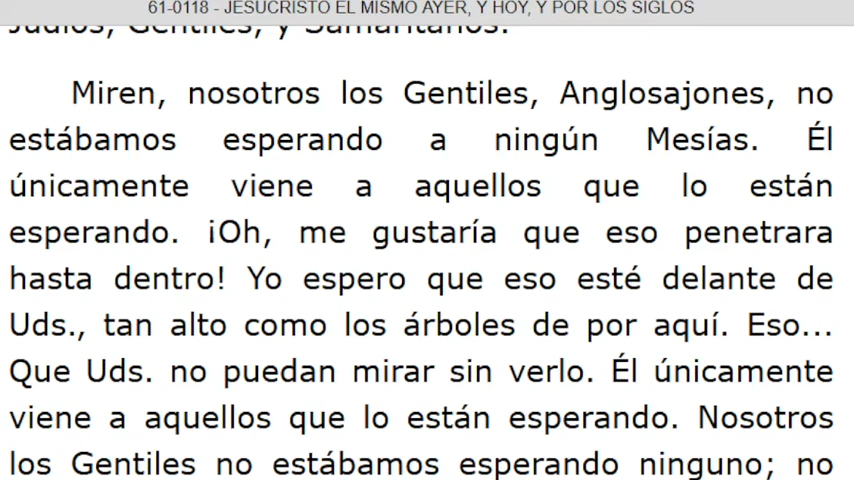 61-0118 - JESUCRISTO EL MISMO AYER, Y HOY, Y POR LOS SIGLOS
Judíos, Gentiles, y Samaritanos.
Miren, nosotros los Gentiles, Anglosajones, no
estábamos esperando a ningún Mesías. Él
únicamente viene a aquellos que lo están
esperando. ¡Oh, me gustaría que eso penetrara
hasta dentro! Yo espero que eso esté delante de
Uds., tan alto como los árboles de por aquí. Eso...
Que Uds. no puedan mirar sin verlo. Él únicamente
viene a aquellos que lo están esperando. Nosotros
los Gentiles no estábamos esperando ninguno; no